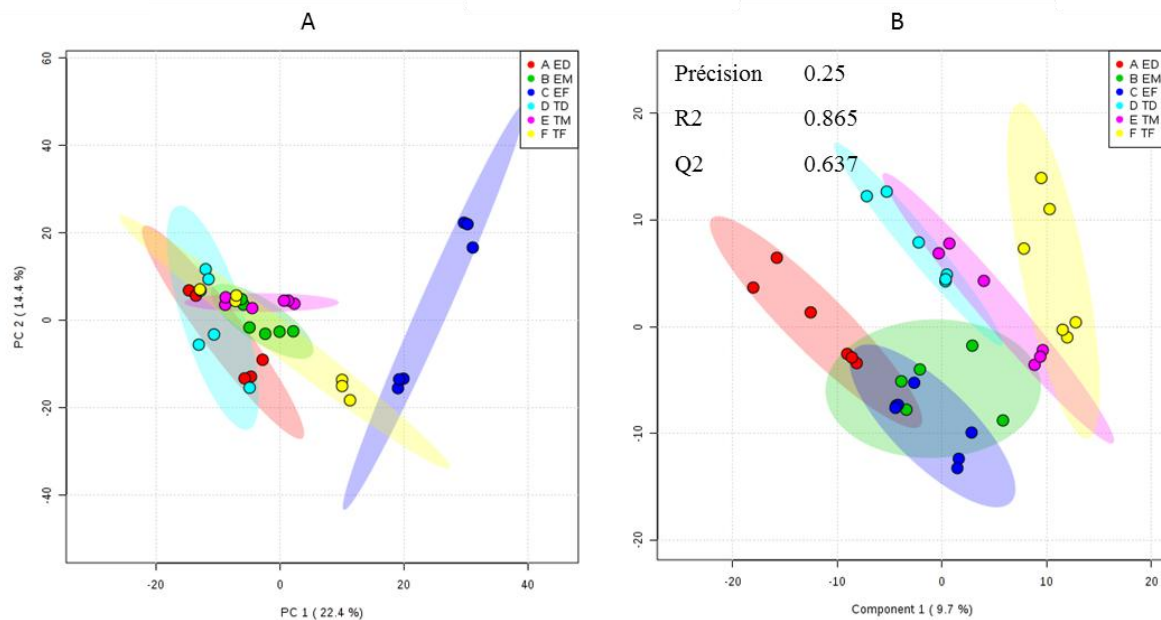 A
60
40
20
0
-20
-40
PC 2 ( 14.4 %)
-20
0
20
40
PC 1 ( 22.4 %)
A ED
B EM
C EF
D TD
E TM
F TF
B
Précision 0.25
R2 0.865
Q2 0.637
20
10
0
-10
-20
-20
-10
0
10
20
Component 1 ( 9.7 %)
A ED
B EM
C EF
D TD
E TM
F TF